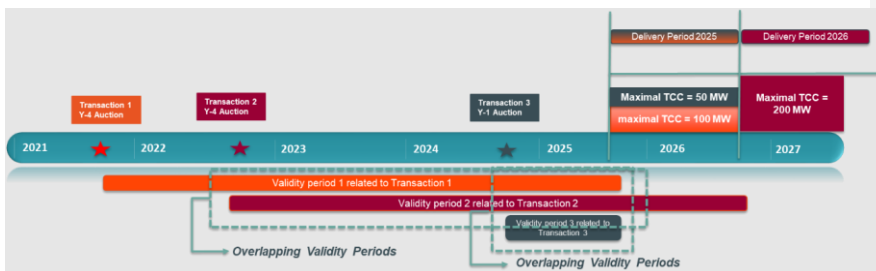 Delivery Period 2025
Delivery Period 2026
Transaction 1
Y-4 Auction
Transaction 2
Y-4 Auction
Transaction 3
Y-1 Auction
Maximal TCC = 50 MW
maximal TCC = 100 MW
Maximal TCC =
200 MW
2021
2022
2023
2024
2025
2026
2027
Validity period 1 related to Transaction 1
Validity period 2 related to Transaction 2
Validity period 3 related to
Transaction 3
Overlapping Validity Periods
Overlapping Validity Periods